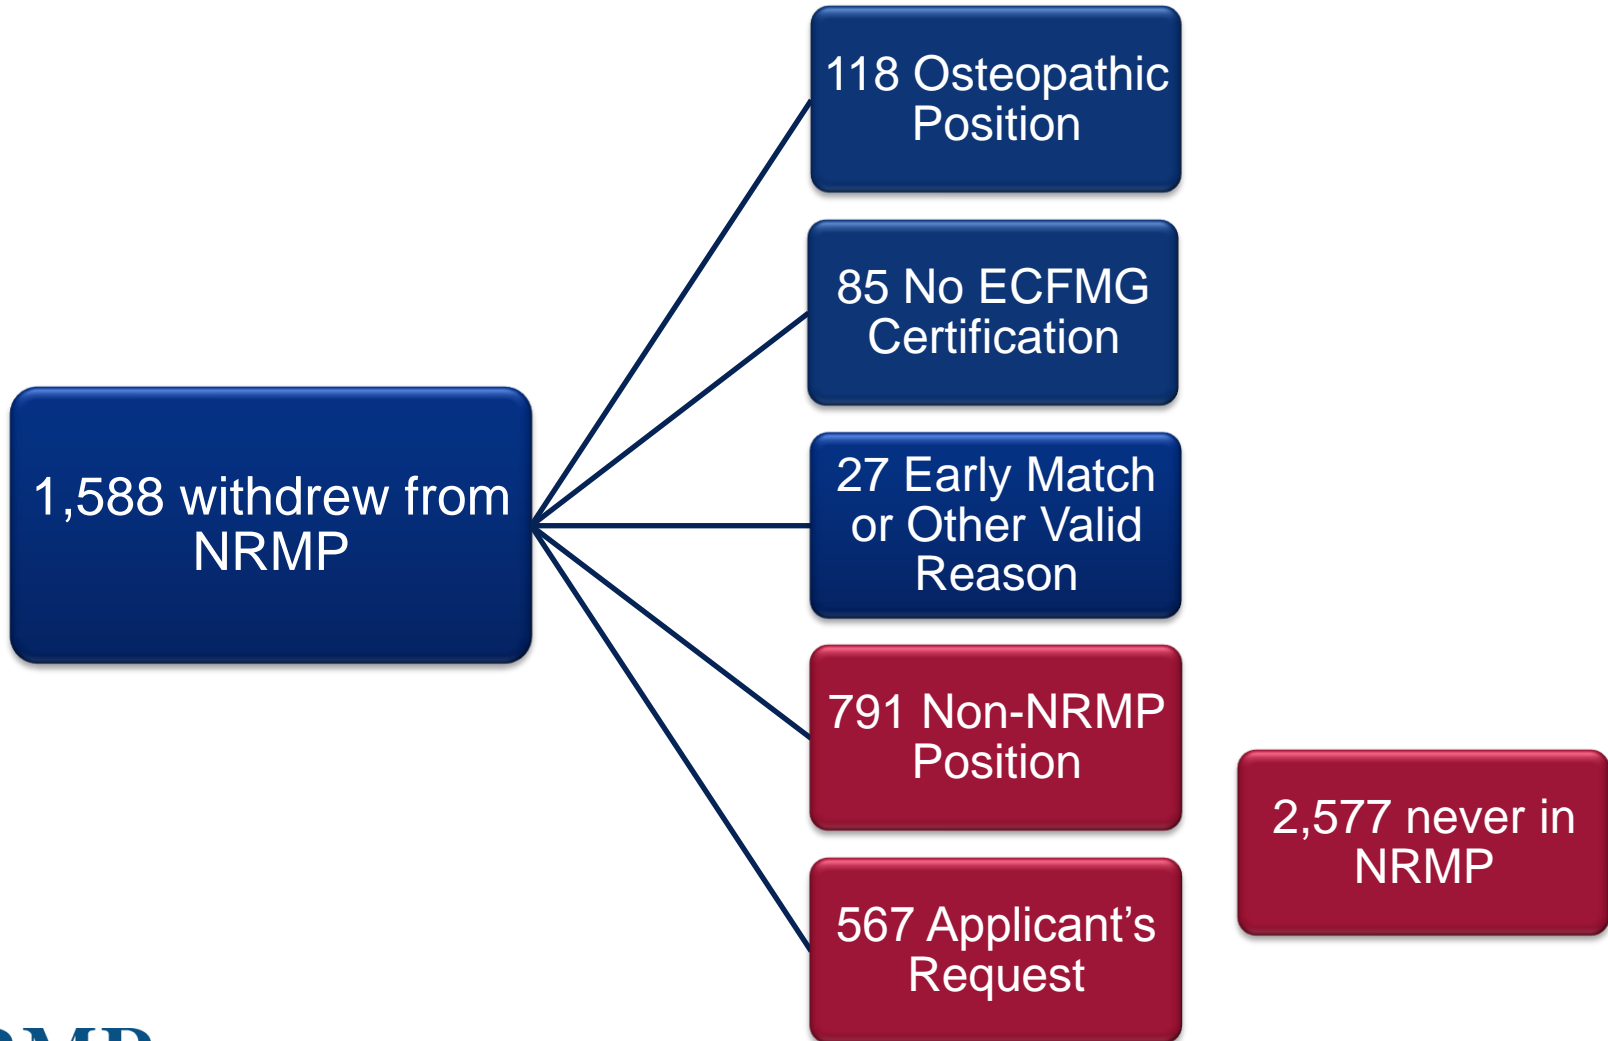 118 Osteopathic
Position
85 No ECFMG
Certification
1,588 withdrew from
NRMP
27 Early Match
or Other Valid
Reason
791 Non-NRMP
Position
2,577 never in
NRMP
567 Applicant’s
Request